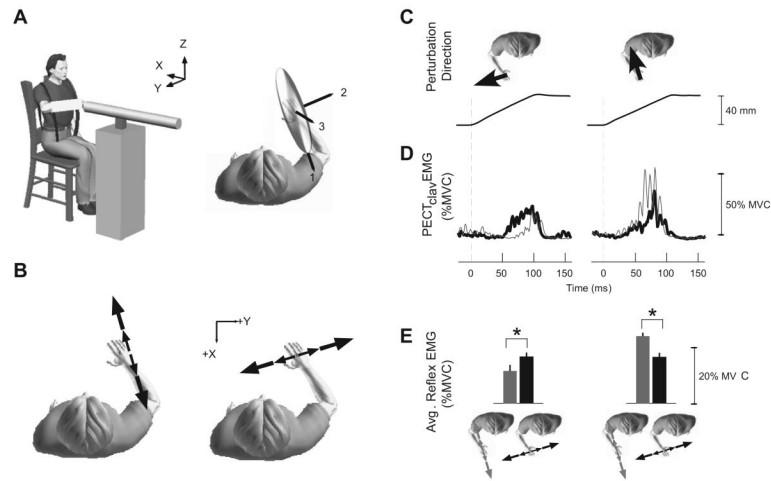 A
Z
X
Y
2
3
1
B
+Y
+X
C
Perturbation
Direction
40 mm
D
PECTclavEMG
(%MVC)
50% MVC
0 50 100 150 0 50 100 150
Time (ms)
E
Avg. Reflex EMG
(%MVC)
* *
20% MV C